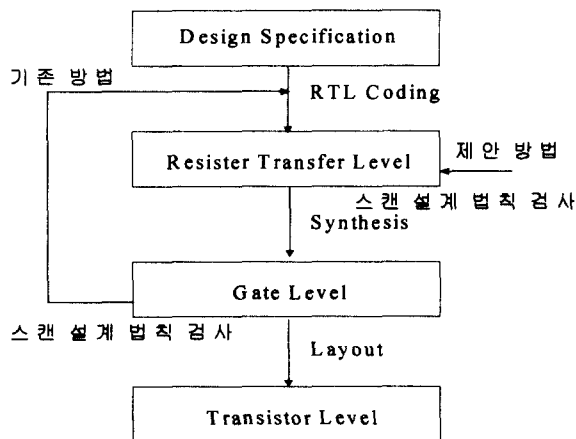 Design Specification
기존 방법
RTL Coding
Resister Transfer Level
제안 방법
스캔 설계 법칙 검사
Synthesis
Gate Level
스캔 설계 법칙 검사
Layout
Transistor Level